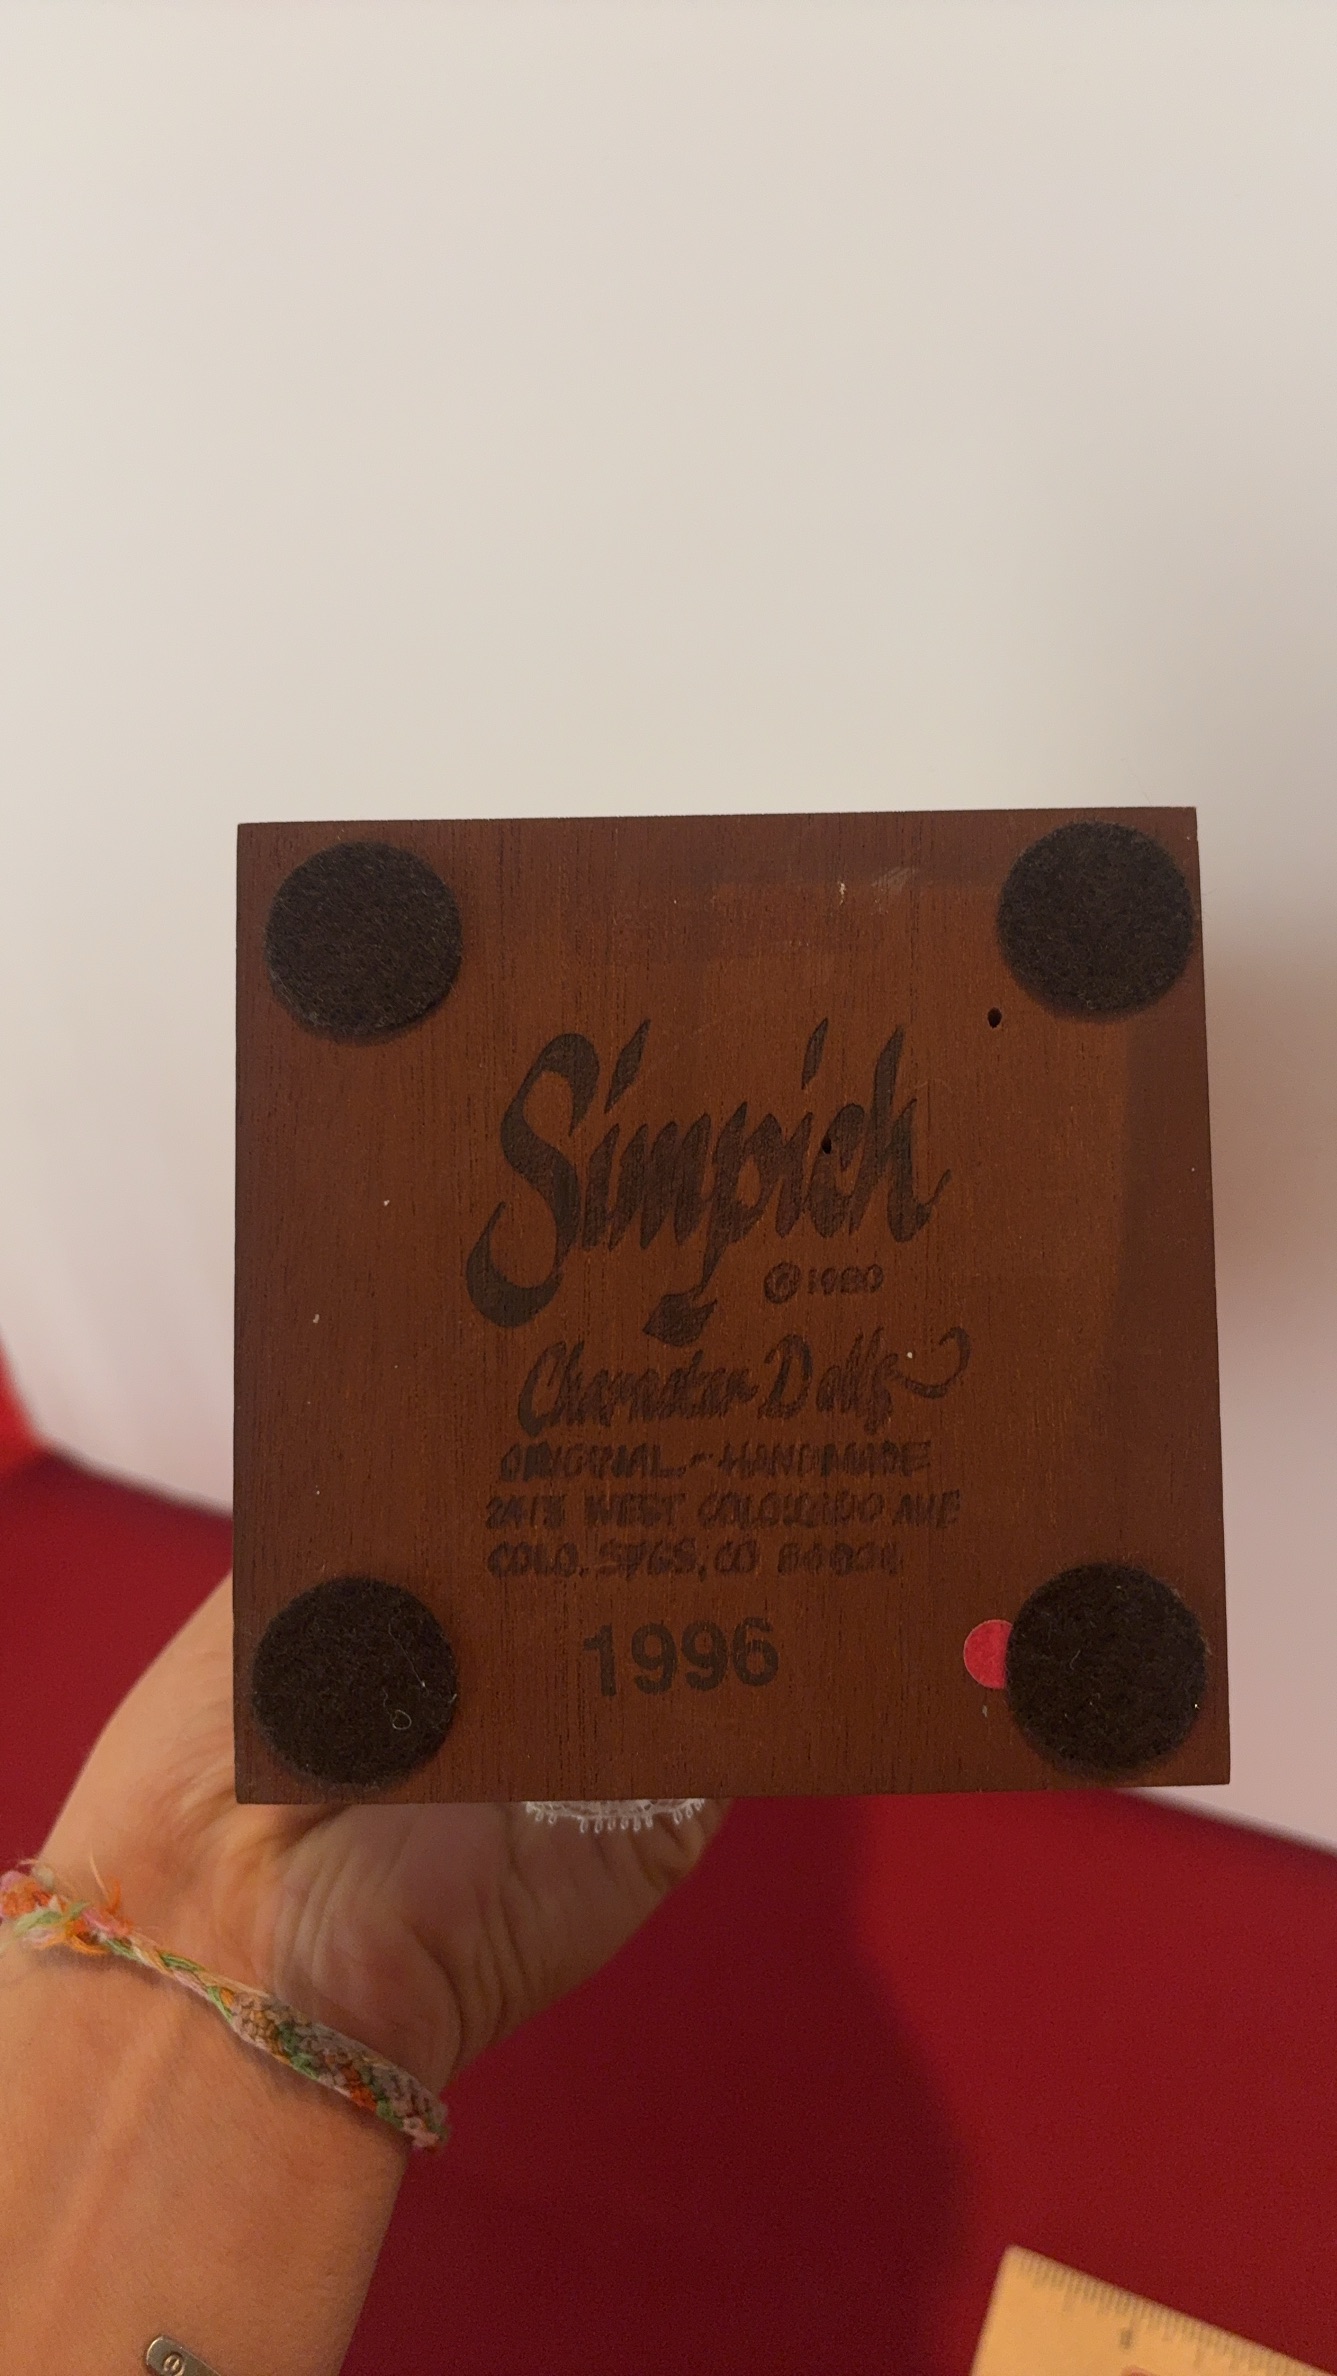 Simpich
©1980
Character Dolls
ORIGINAL - HANDMADE
2413 WEST COLORADO AVE
COLO. SPGS, CO 80904
1996